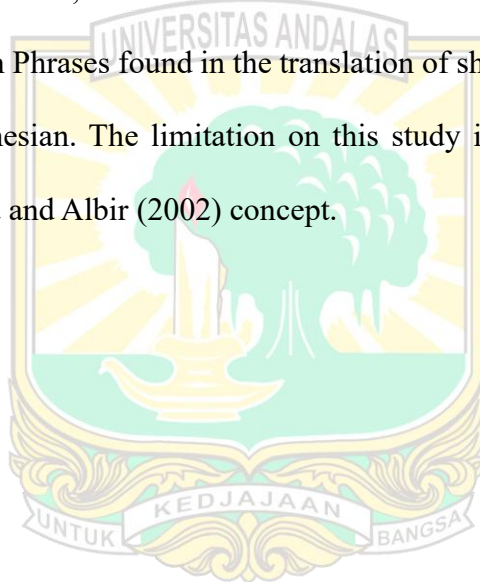 UNIVERSITAS ANDALAS
n Phrases found in the translation of sh
nesian. The limitation on this study i
and Albir (2002) concept.
KEDJAJAAN
UNTUK BANGSA